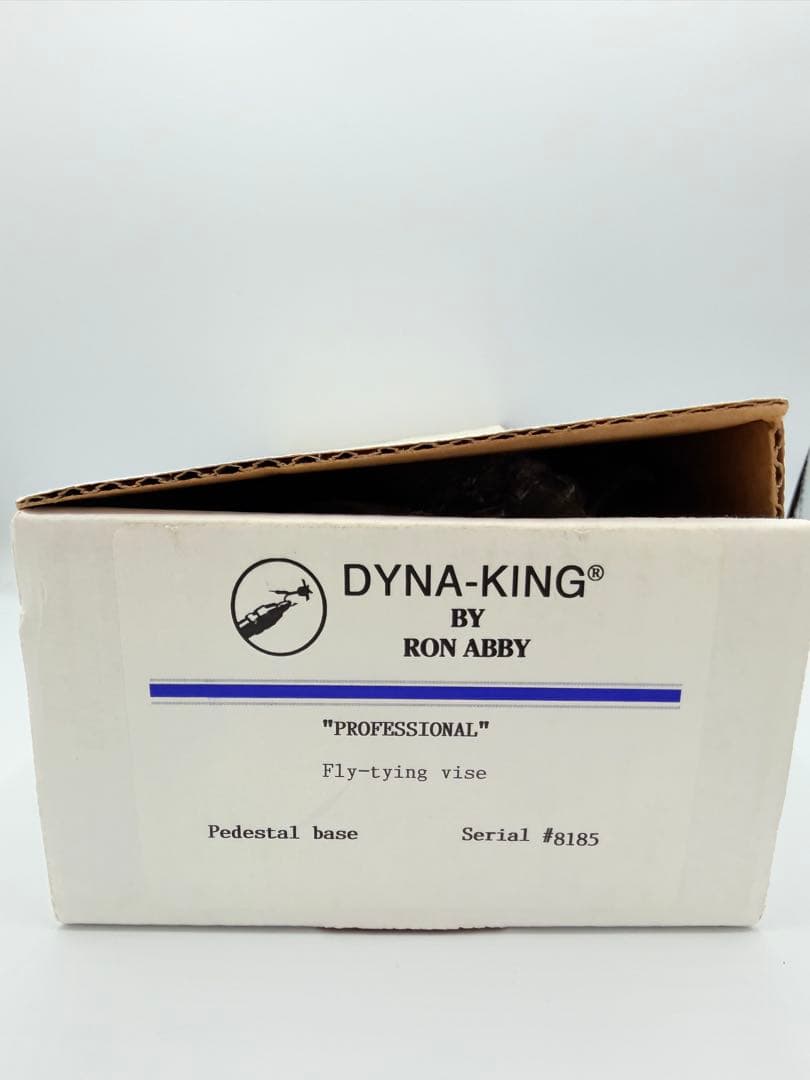 DYNA-KING®
BY
RON ABBY
"PROFESSIONAL"
Fly-tying vise
Pedestal base Serial #8185